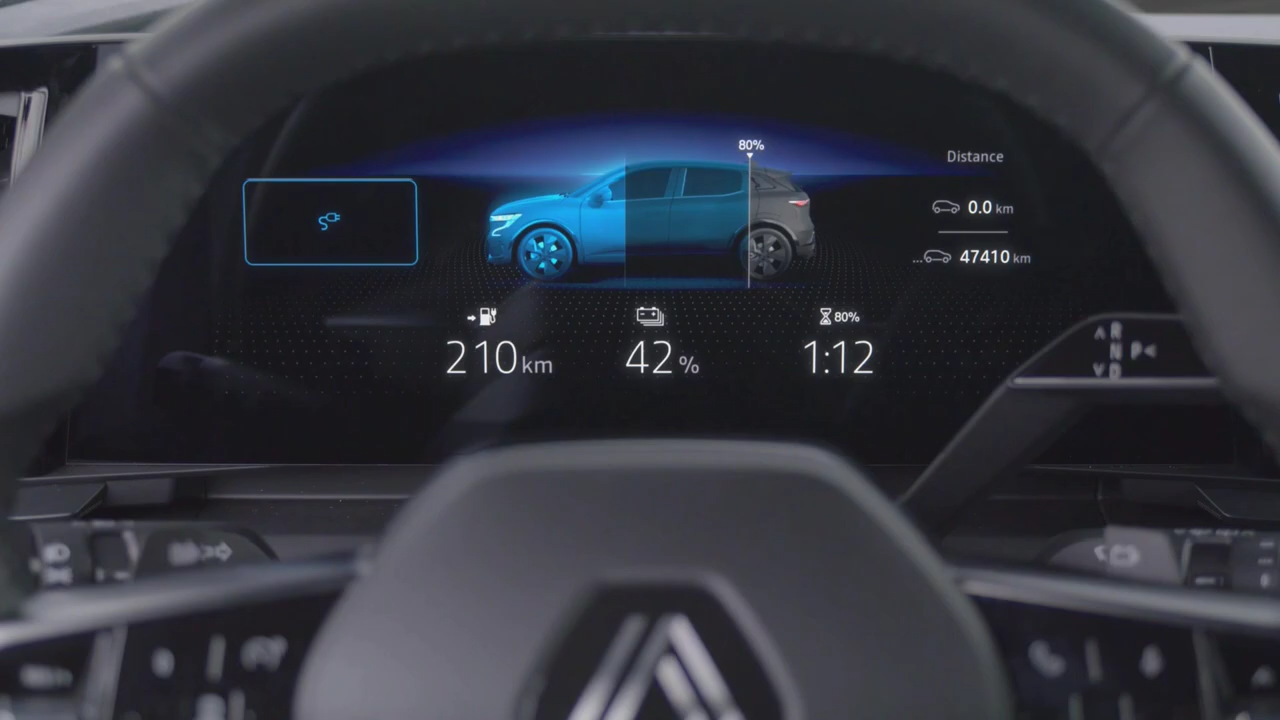 80%
Distance
0.0 km
...47410 km
80%
210 km
42 %
1:12
A R
N P
V D